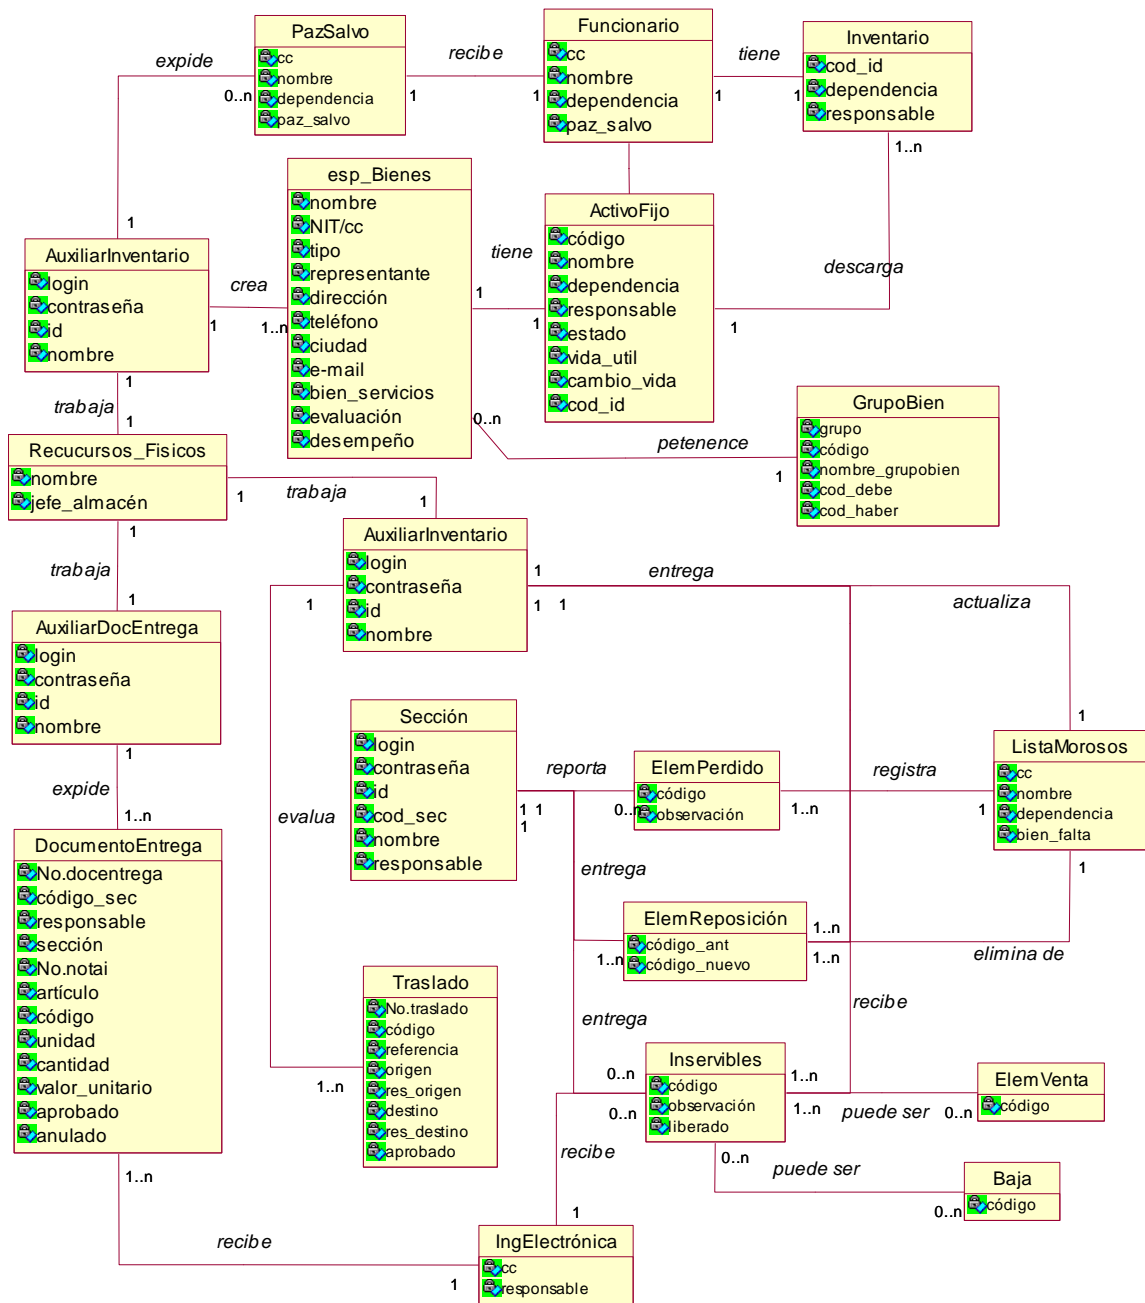 PazSalvo
cc
nombre
dependencia
paz_salvo
expide
0..n
1
recibe
1
1
Funcionario
cc
nombre
dependencia
paz_salvo
tiene
1
1
Inventario
cod_id
dependencia
responsable
1..n
esp_Bienes
nombre
NIT/cc
tipo
representante
dirección
teléfono
ciudad
e-mail
bien_servicios
evaluación
desempeño
ActivoFijo
código
nombre
dependencia
responsable
estado
vida_util
cambio_vida
cod_id
tiene
1
1
descarga
1
AuxiliarInventario
login
contraseña
id
nombre
crea
1
1..n
1
trabaja
1
0..n
petenence
1
GrupoBien
grupo
código
nombre_grupobien
cod_debe
cod_haber
Recucursos_Fisicos
nombre
jefe_almacén
1
trabaja
1
1
trabaja
1
AuxiliarInventario
login
contraseña
id
nombre
1
1
1
1
entrega
actualiza
1
AuxiliarDocEntrega
login
contraseña
id
nombre
1
expide
1..n
evalua
1..n
Sección
login
contraseña
id
cod_sec
nombre
responsable
1
1
1
reporta
0..n
ElemPerdido
código
observación
1..n
registra
1
ListaMorosos
cc
nombre
dependencia
bien_falta
1
entrega
1..n
ElemReposición
código_ant
código_nuevo
1..n
1..n
elimina de
DocumentoEntrega
No.docentrega
código_sec
responsable
sección
No.notai
artículo
código
unidad
cantidad
valor_unitario
aprobado
anulado
1..n
Traslado
No.traslado
código
referencia
origen
res_origen
destino
res_destino
aprobado
entrega
0..n
0..n
recibe
Inservibles
código
observación
liberado
1..n
1..n
puede ser
0..n
ElemVenta
código
recibe
1
0..n
puede ser
0..n
Baja
código
recibe
1
IngElectrónica
cc
responsable